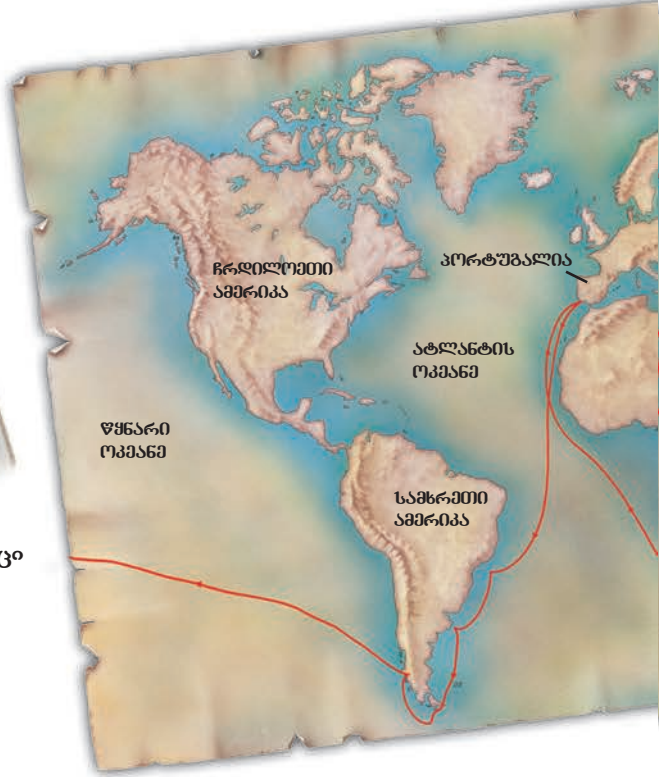 ჩრდილოეთი
ამერიკა
პორტუგალია
ატლანტის
ოკეანე
წყნარი
ოკეანე
სამხრეთი
ამერიკა